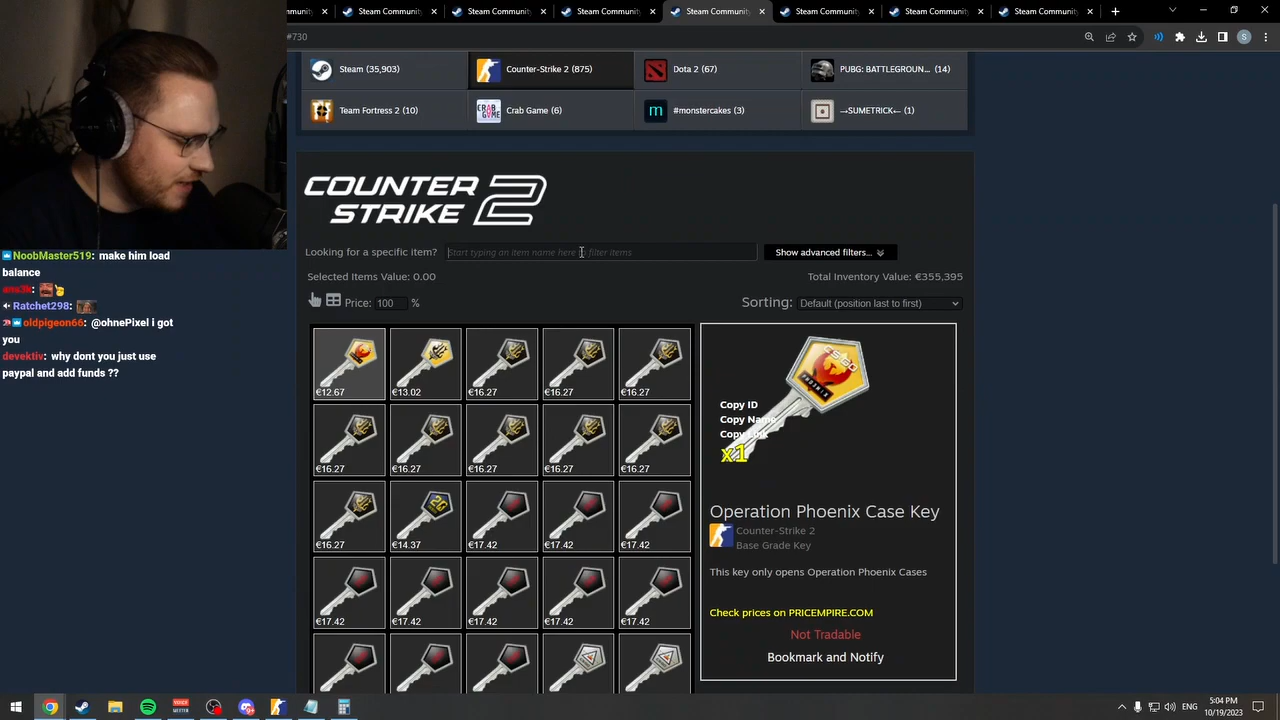 Steam Communit
Steam Communit
Steam Communit
Steam Communit
Steam Communit
Steam Communit
Steam Communit
#730
S
Steam (35,903)
Counter-Strike 2 (875)
Dota 2 (67)
PUBG: BATTLEGROUN... (14)
Team Fortress 2 (10)
CRAB GAME
Crab Game (6)
m
#monstercakes (3)
→SUMETRICK← (1)
COUNTER
STRIKE 2
Looking for a specific item?
Start typing an item name here to filter items
Show advanced filters...
Selected Items Value: 0.00
Total Inventory Value: €355,395
Price: 100 %
Sorting: Default (position last to first)
€12.67
€13.02
€16.27
€16.27
€16.27
€16.27
€16.27
€16.27
€16.27
€16.27
€16.27
€14.37
€17.42
€17.42
€17.42
€17.42
€17.42
€17.42
€17.42
€17.42
CS:GO
PHOENIX
Copy ID
Copy Name
Copy Link
x1
Operation Phoenix Case Key
Counter-Strike 2
Base Grade Key
This key only opens Operation Phoenix Cases
Check prices on PRICEMPIRE.COM
Not Tradable
Bookmark and Notify
NoobMaster519: make him load
balance
Ratchet298:
oldpigeon66: @ohnePixel i got
you
devektiv: why dont you just use
paypal and add funds ??
ENG
5:04 PM
10/19/2023